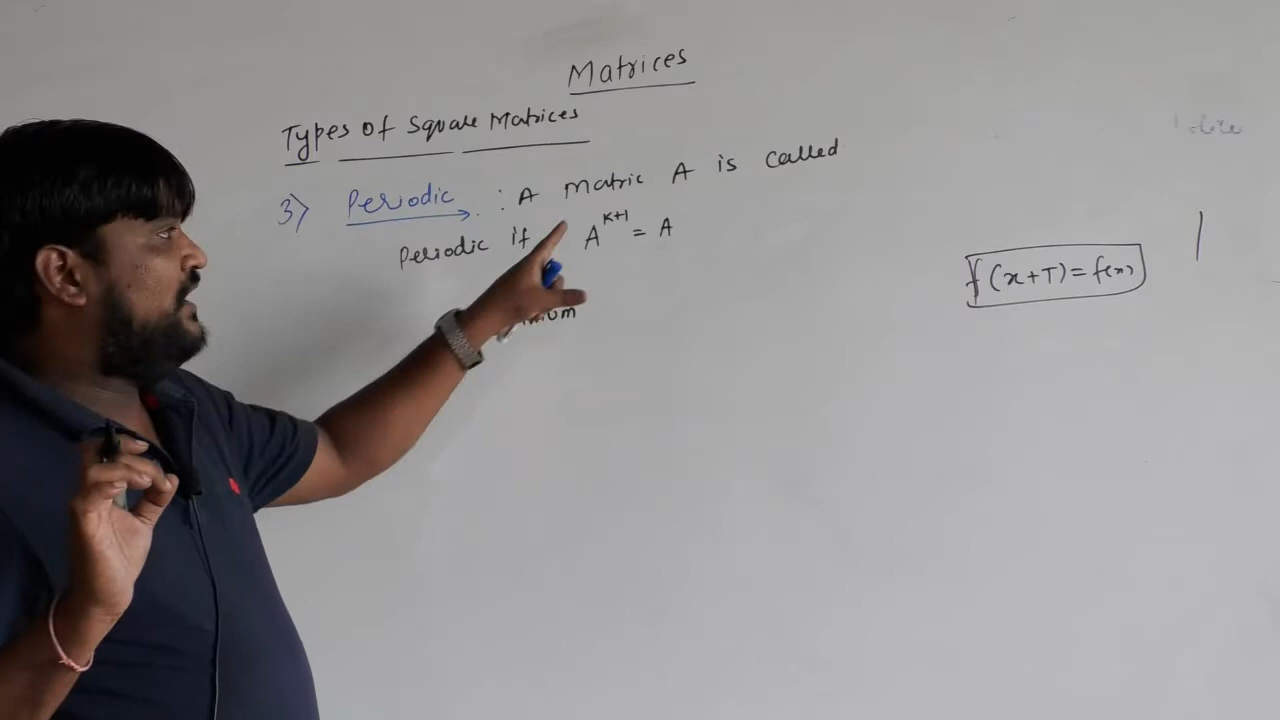 Matrices
Types of Square Matrices
3) Periodic : A Matric A is called
Periodic if A^{K+1} = A
f(x+T)=f(x)